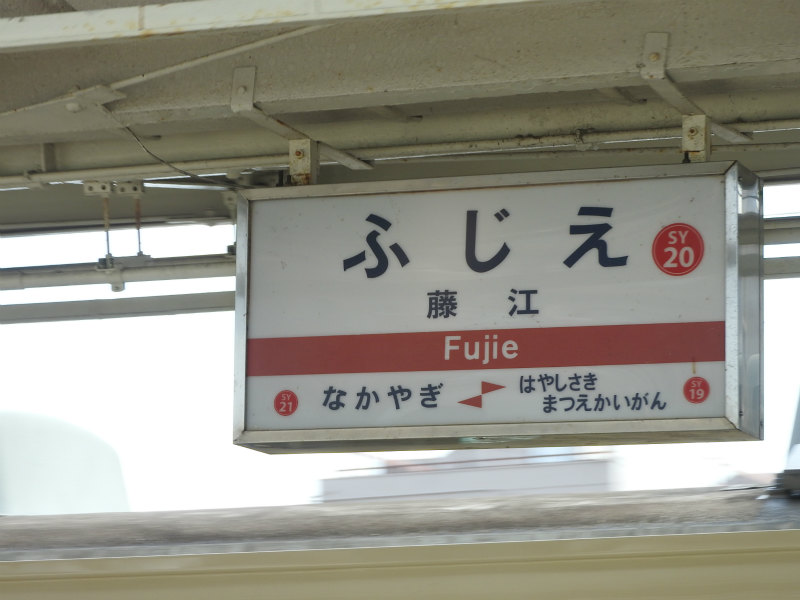 ふじえ
SY
20
藤江
Fujie
SY
21
なかやぎ
はやしさき
まつえかいがん
SY
19